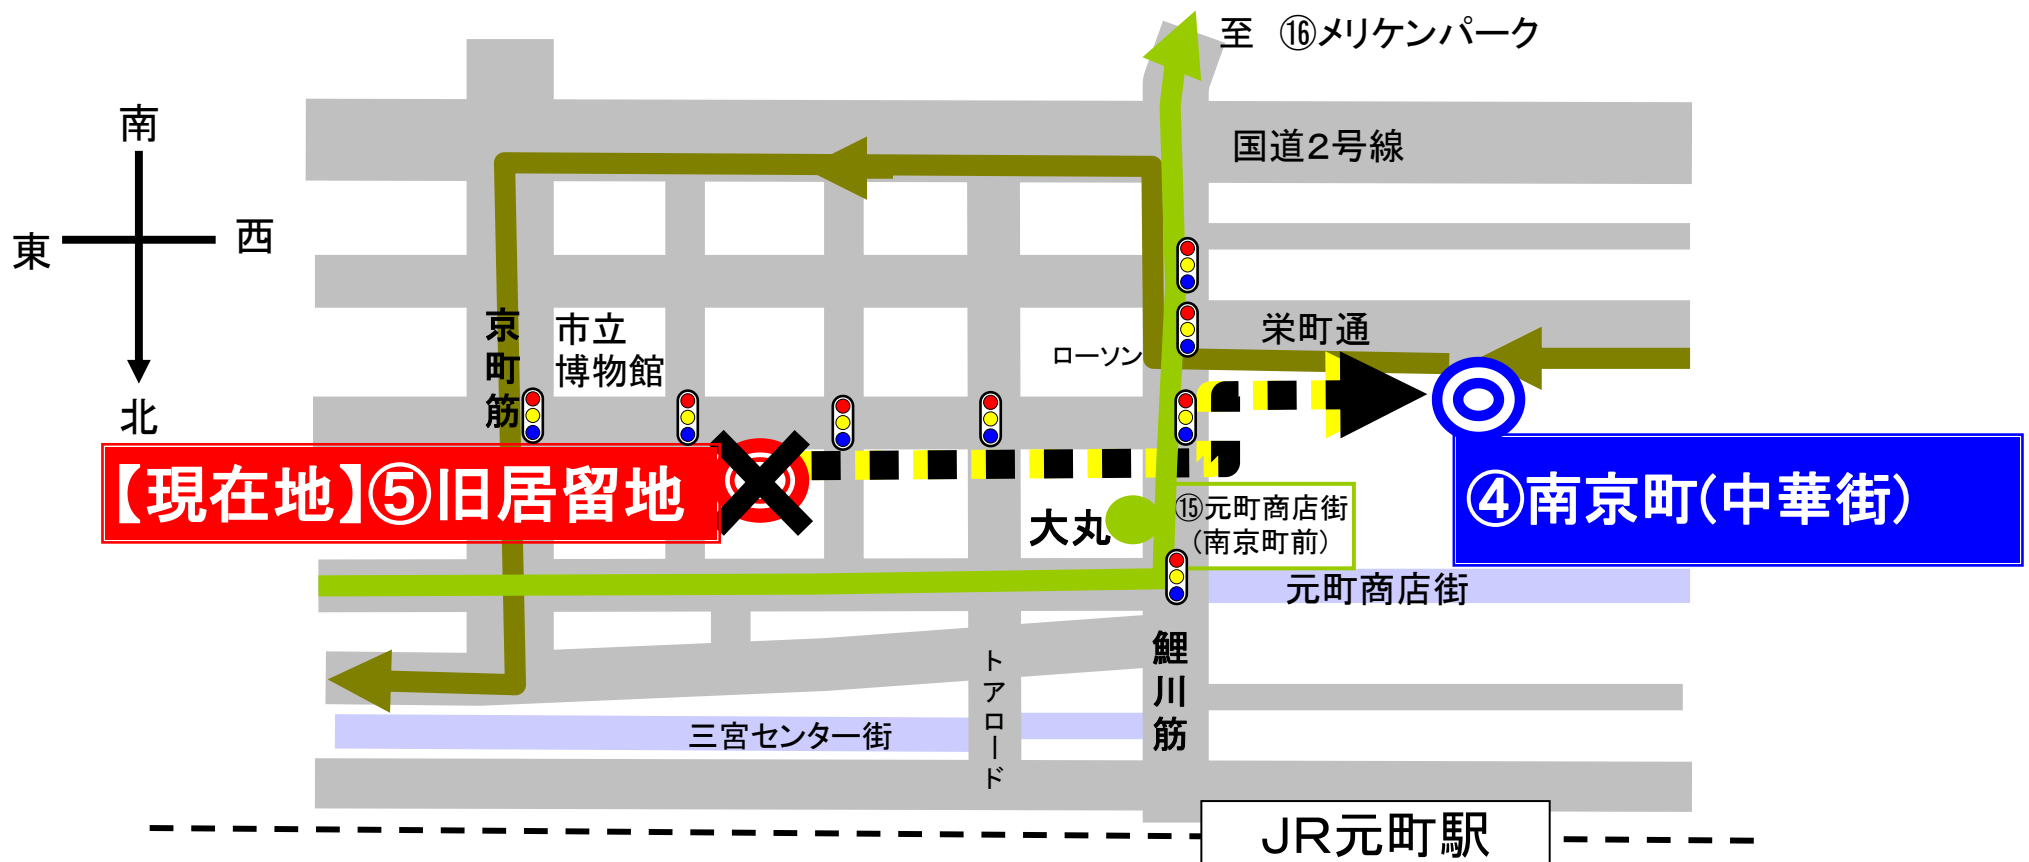 至 ⑯メリケンパーク
南
国道2号線
東
西
京町筋
市立
博物館
栄町通
ローソン
北
【現在地】⑤旧居留地
④南京町(中華街)
⑮元町商店街
(南京町前)
大丸
元町商店街
鯉川筋
トアロード
三宮センター街
JR元町駅